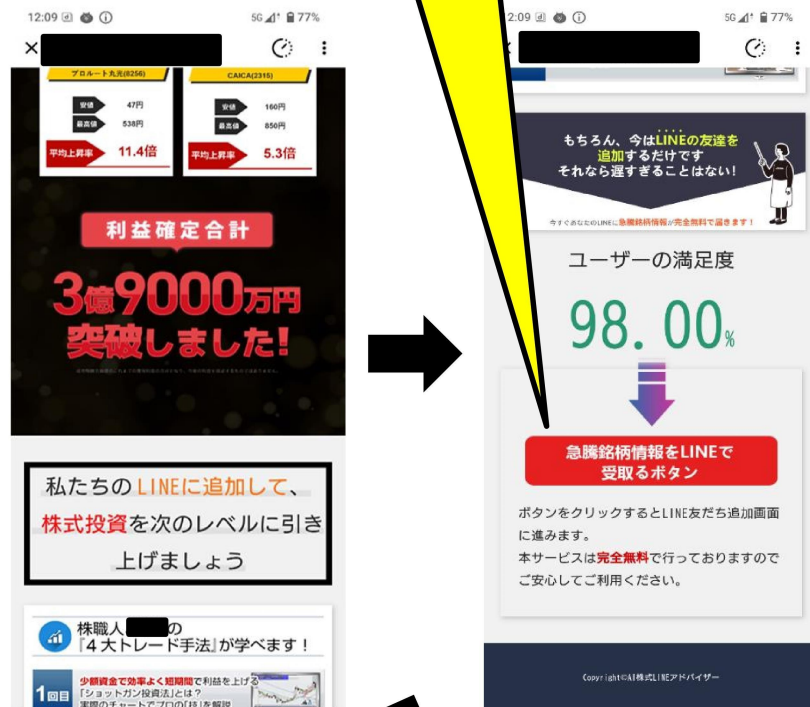 12:09
5G 77%
プロルート丸光(8256)
安値 47円
最高値 538円
平均上昇率 11.4倍
CAICA(2315)
安値 160円
最高値 850円
平均上昇率 5.3倍
利益確定合計
3億9000万円
突破しました!
私たちのLINEに追加して、
株式投資を次のレベルに引き
上げましょう
株職人
の
『4大トレード手法』が学べます!
1回目
少額資金で効率よく短期間で利益を上げる
「ショットガン投資法」とは?
実際のチャートでプロの「技」を解説
2:09
5G 77%
もちろん、今はLINEの友達を
追加するだけです
それなら遅すぎることはない!
今すぐあなたのLINEに急騰銘柄情報が完全無料で届きます!
ユーザーの満足度
98.00%
急騰銘柄情報をLINEで
受取るボタン
ボタンをクリックするとLINE友だち追加画面
に進みます。
本サービスは完全無料で行っておりますので
ご安心してご利用ください。
Copyright©AI株式LINEアドバイザー